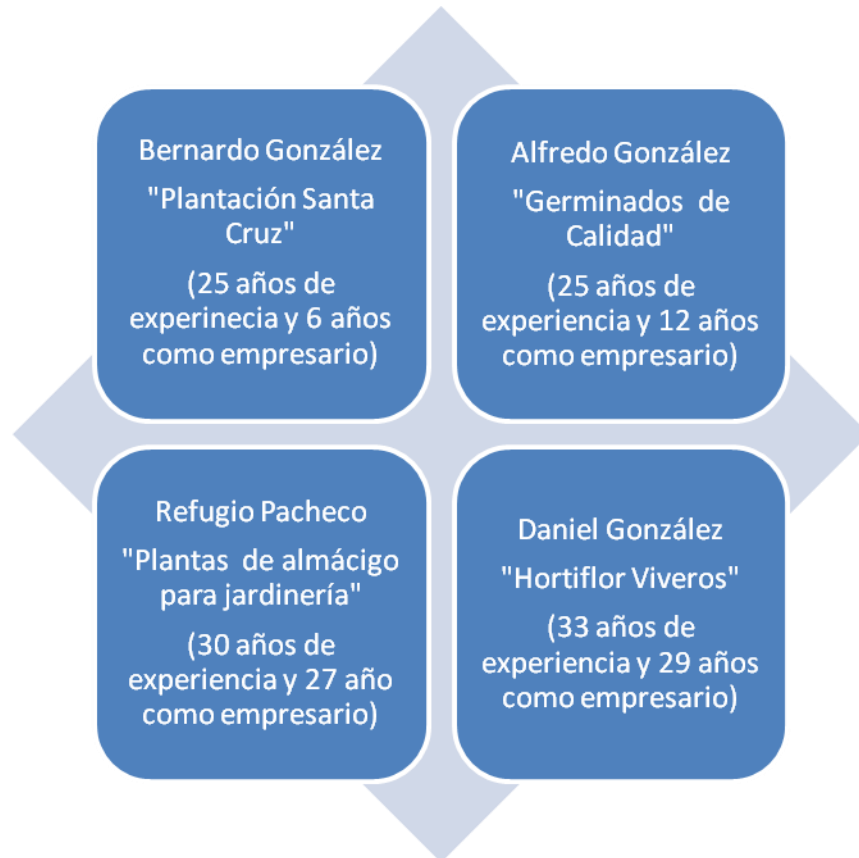 Bernardo González
"Plantación Santa
Cruz"
(25 años de
experinecia y 6 años
como empresario)
Alfredo González
"Germinados de
Calidad"
(25 años de
experiencia y 12 años
como empresario)
Refugio Pacheco
"Plantas de almácigo
para jardinería"
(30 años de
experiencia y 27 año
como empresario)
Daniel González
"Hortiflor Viveros"
(33 años de
experiencia y 29 años
como empresario)